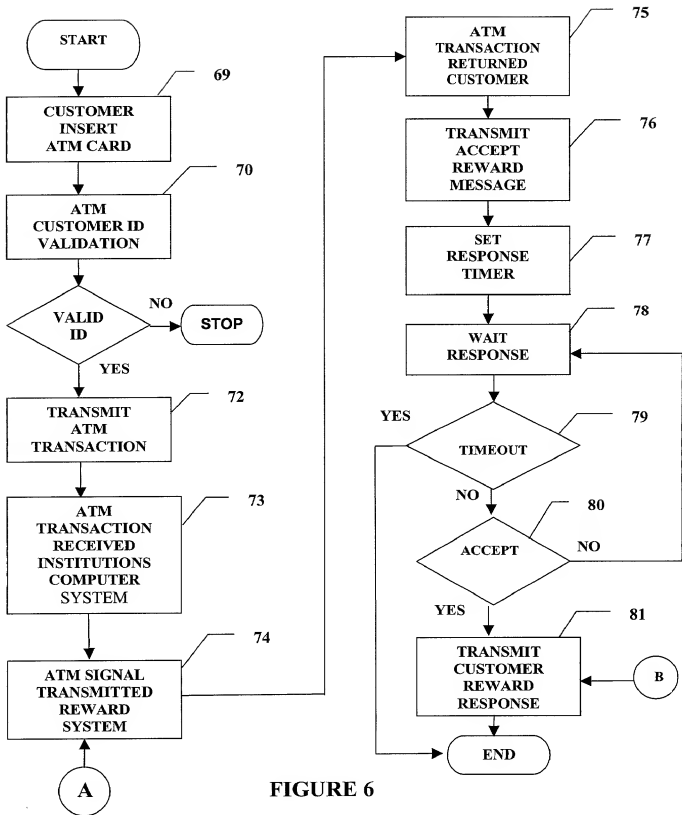 START
69
CUSTOMER
INSERT
ATM CARD
70
ATM
CUSTOMER ID
VALIDATION
VALID
ID
NO
STOP
YES
72
TRANSMIT
ATM
TRANSACTION
73
ATM
TRANSACTION
RECEIVED
INSTITUTIONS
COMPUTER
SYSTEM
74
ATM SIGNAL
TRANSMITTED
REWARD
SYSTEM
A
75
ATM
TRANSACTION
RETURNED
CUSTOMER
76
TRANSMIT
ACCEPT
REWARD
MESSAGE
77
SET
RESPONSE
TIMER
78
WAIT
RESPONSE
YES
79
TIMEOUT
NO
80
ACCEPT
NO
YES
81
TRANSMIT
CUSTOMER
REWARD
RESPONSE
B
END
FIGURE 6